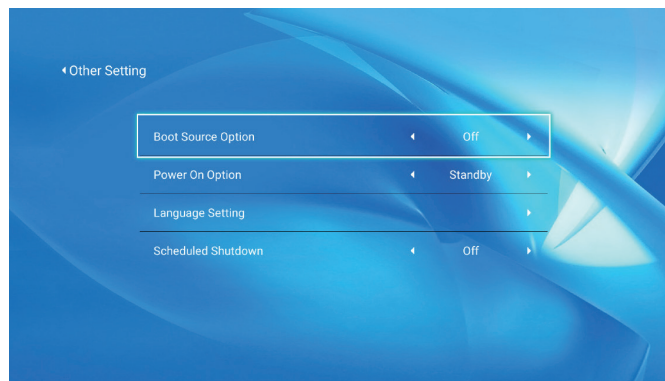 Other Setting
Boot Source Option Off
Power On Option Standby
Language Setting
Scheduled Shutdown Off